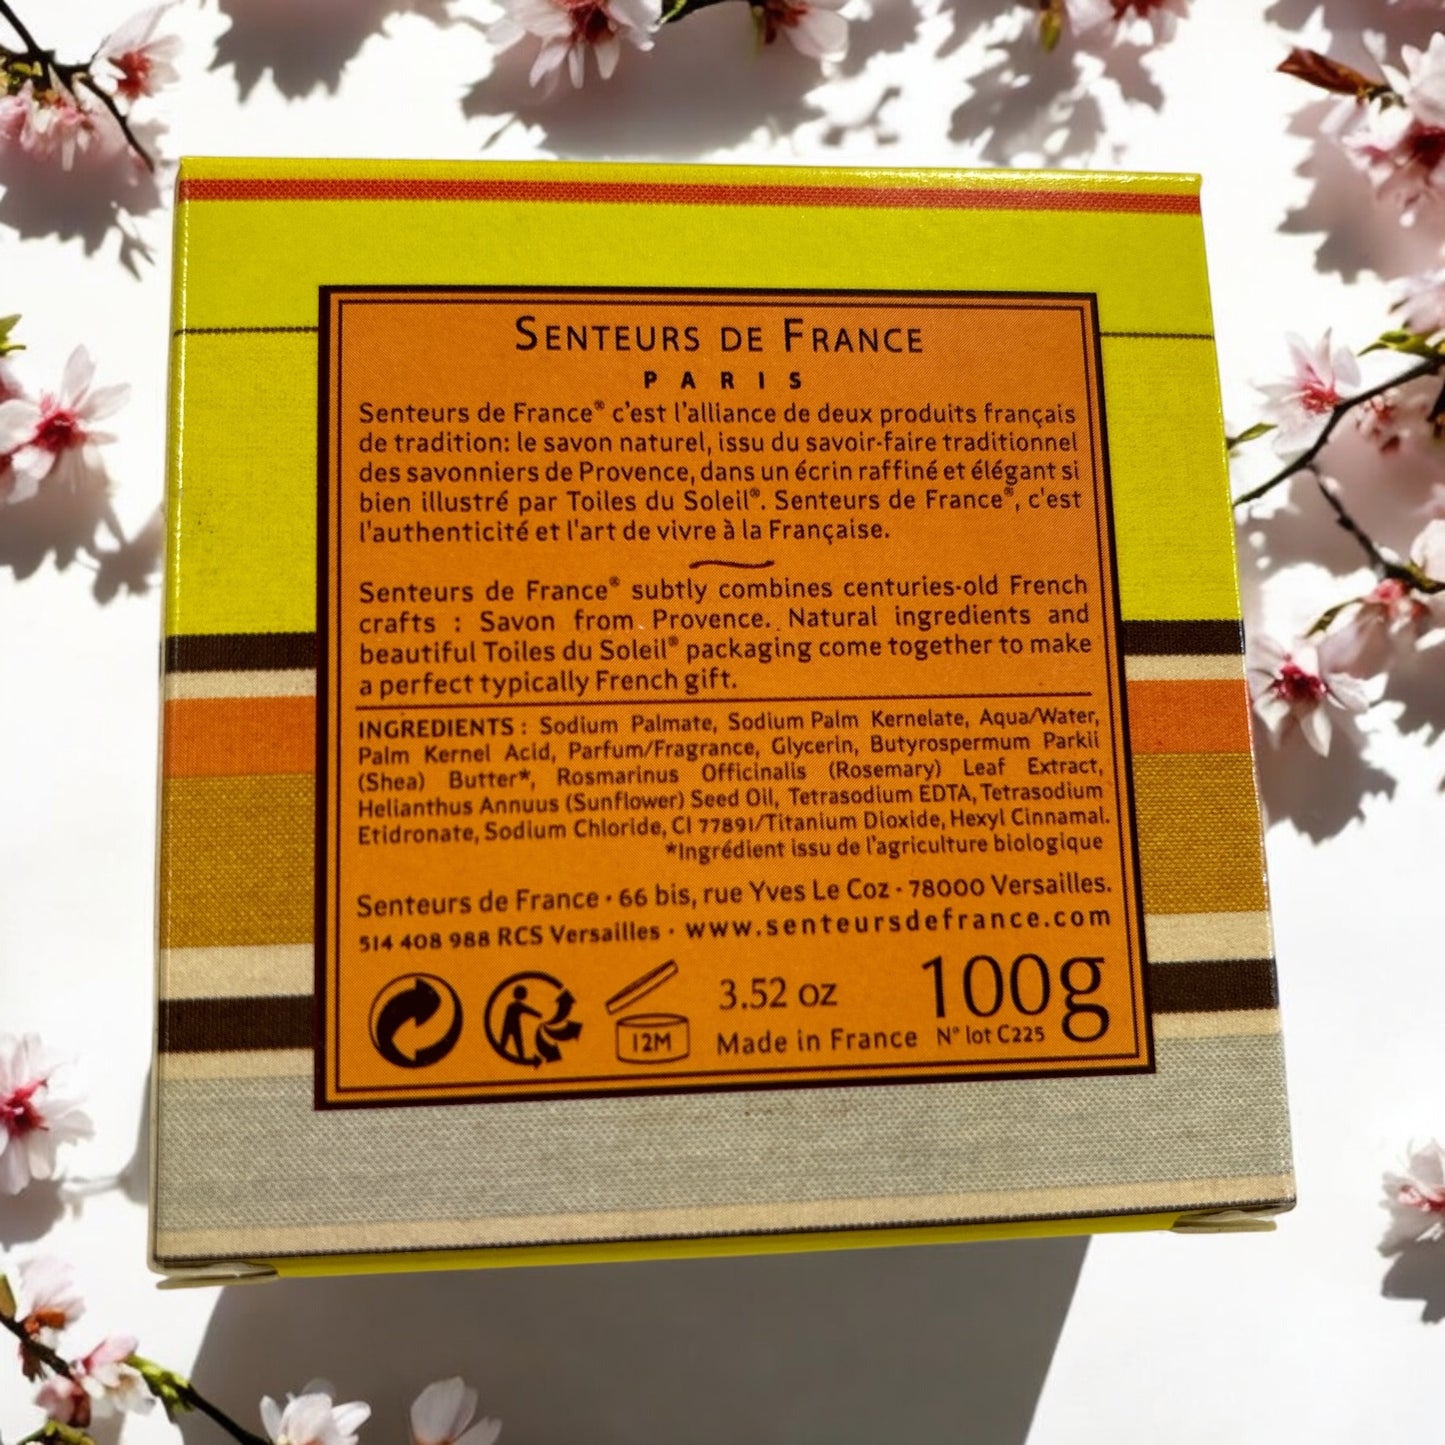 SENTEURS DE FRANCE
PARIS
Senteurs de France® c'est l'alliance de deux produits français
de tradition: le savon naturel, issu du savoir-faire traditionnel
des savonniers de Provence, dans un écrin raffiné et élégant si
bien illustré par Toiles du Soleil®. Senteurs de France®, c'est
l'authenticité et l'art de vivre à la Française.
Senteurs de France® subtly combines centuries-old French
crafts : Savon from Provence. Natural ingredients and
beautiful Toiles du Soleil® packaging come together to make
a perfect typically French gift.
INGREDIENTS : Sodium Palmate, Sodium Palm Kernelate, Aqua/Water,
Palm Kernel Acid, Parfum/Fragrance, Glycerin, Butyrospermum Parkii
(Shea) Butter*, Rosmarinus Officinalis (Rosemary) Leaf Extract,
Helianthus Annuus (Sunflower) Seed Oil, Tetrasodium EDTA, Tetrasodium
Etidronate, Sodium Chloride, CI 77891/Titanium Dioxide, Hexyl Cinnamal.
*Ingrédient issu de l'agriculture biologique
Senteurs de France · 66 bis, rue Yves Le Coz · 78000 Versailles.
514 408 988 RCS Versailles · www.senteursdefrance.com
12M
3.52 oz
100g
Made in France
N° lot C225